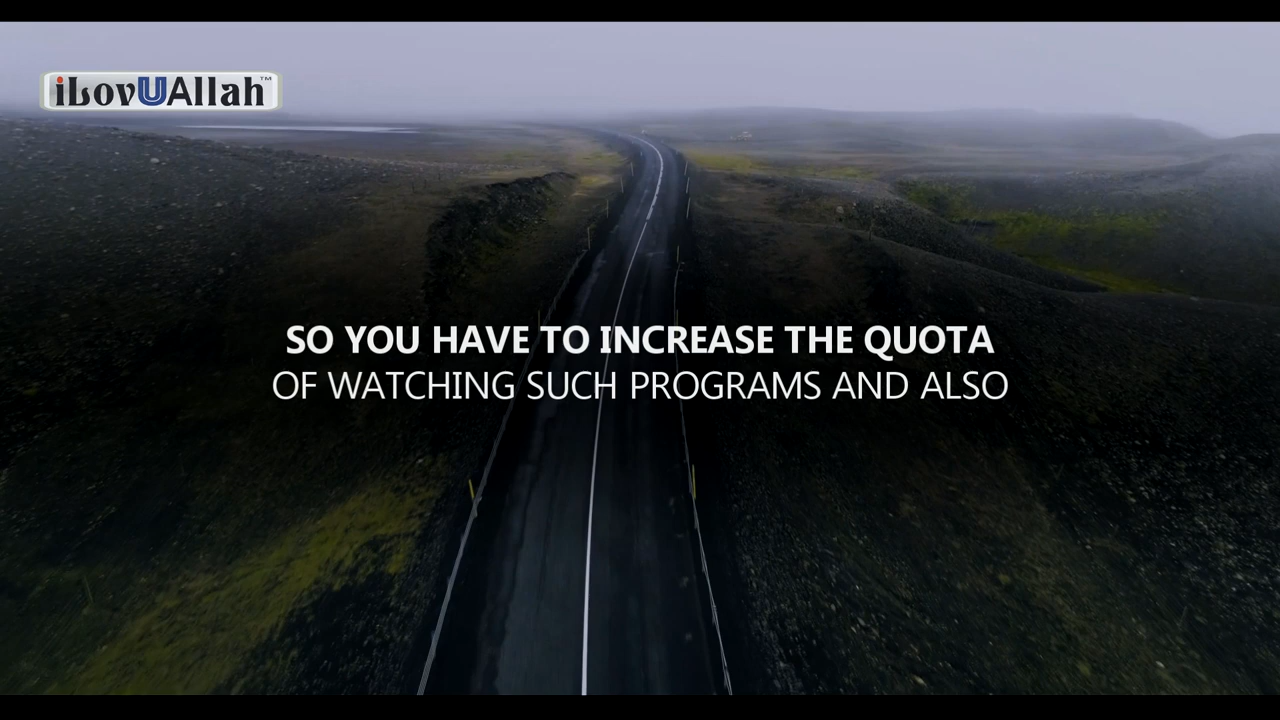 iLovUAllah™
SO YOU HAVE TO INCREASE THE QUOTA
OF WATCHING SUCH PROGRAMS AND ALSO